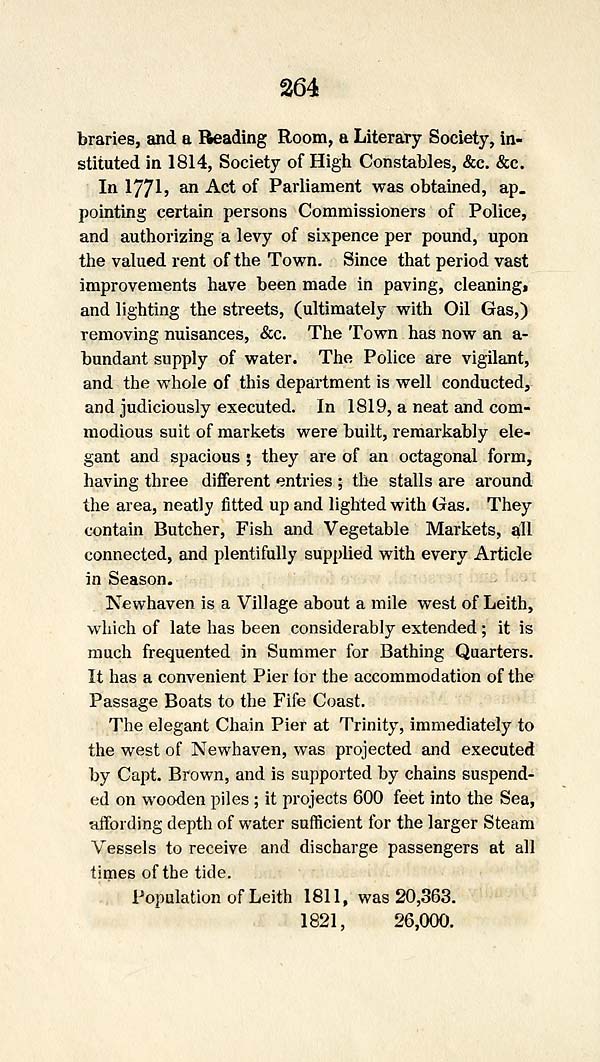 264
braries, and a Reading Room, a Literary Society, in-
stituted in 1814, Society of High Constables, &c. &c.
In 1771, an Act of Parliament was obtained, ap-
pointing certain persons Commissioners of Police,
and authorizing a levy of sixpence per pound, upon
the valued rent of the Town. Since that period vast
improvements have been made in paving, cleaning,
and lighting the streets, (ultimately with Oil Gas,)
removing nuisances, &c. The Town has now an a-
bundant supply of water. The Police are vigilant,
and the whole of this department is well conducted,
and judiciously executed. In 1819, a neat and com-
modious suit of markets were built, remarkably ele-
gant and spacious ; they are of an octagonal form,
having three different entries ; the stalls are around
the area, neatly fitted up and lighted with Gas. They
contain Butcher, Fish and Vegetable Markets, all
connected, and plentifully supplied with every Article
in Season.
Newhaven is a Village about a mile west of Leith,
which of late has been considerably extended ; it is
much frequented in Summer for Bathing Quarters.
It has a convenient Pier for the accommodation of the
Passage Boats to the Fife Coast.
The elegant Chain Pier at Trinity, immediately to
the west of Newhaven, was projected and executed
by Capt. Brown, and is supported by chains suspend-
ed on wooden piles ; it projects 600 feet into the Sea,
affording depth of water sufficient for the larger Steam
Vessels to receive and discharge passengers at all
times of the tide.
Population of Leith 1811, was 20,363.
1821, 26,000.